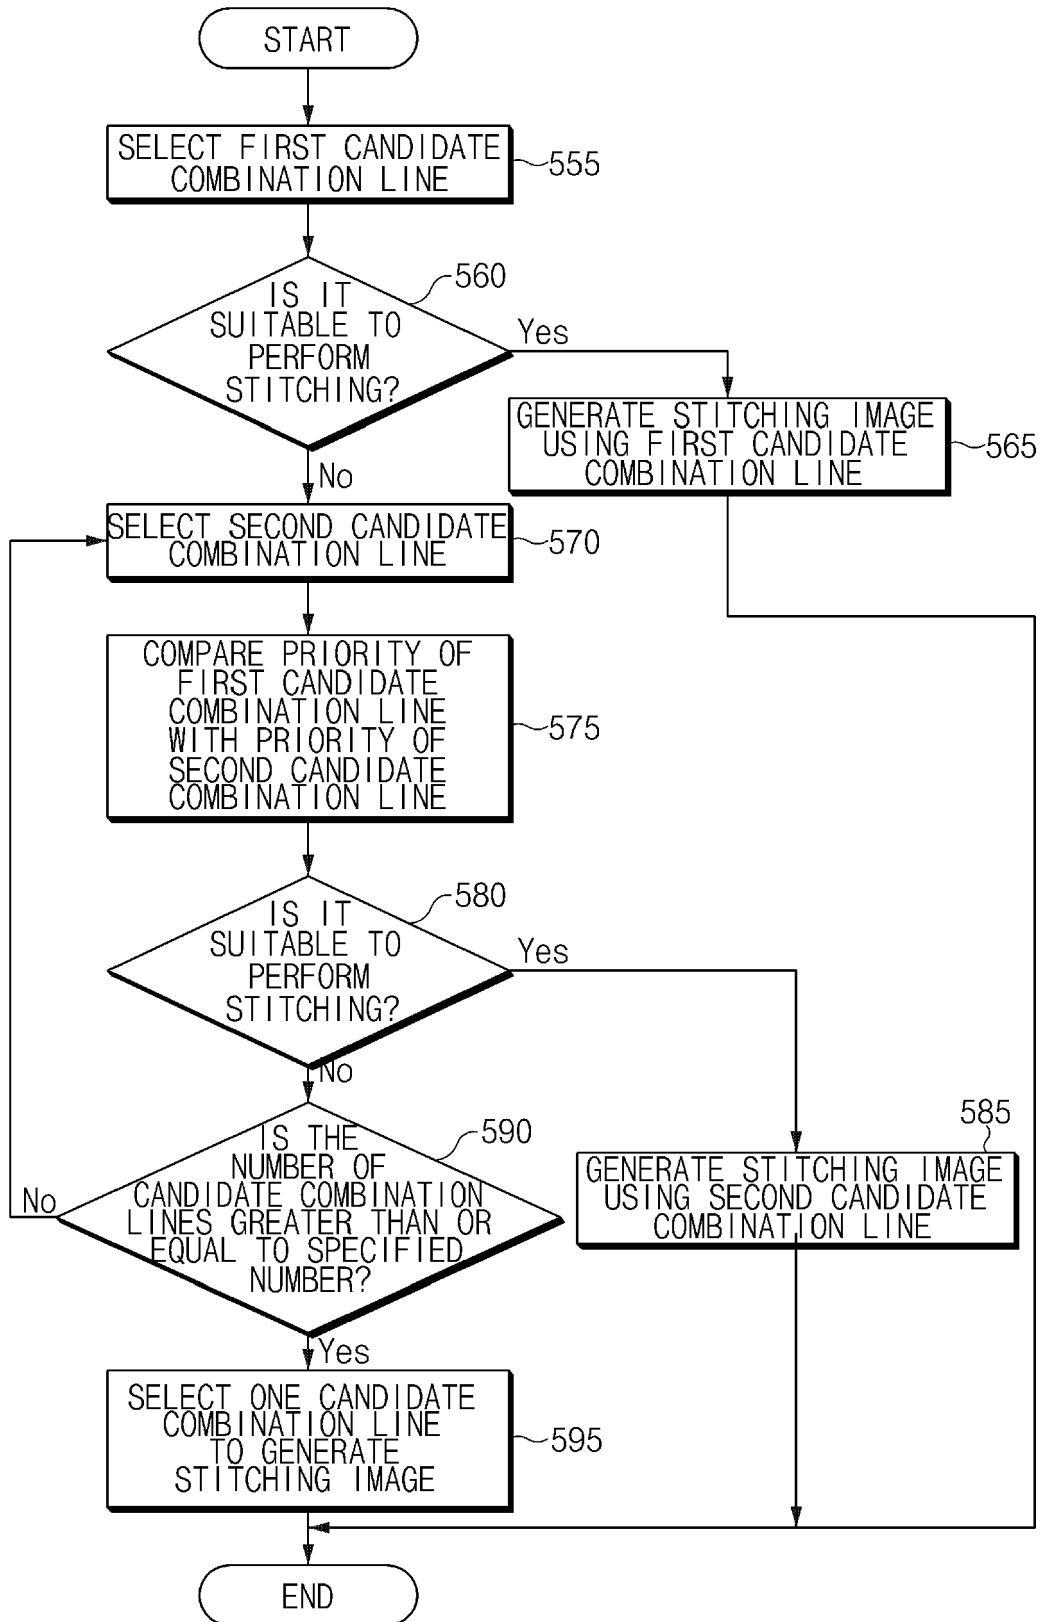 START
SELECT FIRST CANDIDATE
COMBINATION LINE
555
560
IS IT
SUITABLE TO
PERFORM
STITCHING?
Yes
No
GENERATE STITCHING IMAGE
USING FIRST CANDIDATE
COMBINATION LINE
565
SELECT SECOND CANDIDATE
COMBINATION LINE
570
COMPARE PRIORITY OF
FIRST CANDIDATE
COMBINATION LINE
WITH PRIORITY OF
SECOND CANDIDATE
COMBINATION LINE
575
580
IS IT
SUITABLE TO
PERFORM
STITCHING?
Yes
No
585
GENERATE STITCHING IMAGE
USING SECOND CANDIDATE
COMBINATION LINE
590
IS THE
NUMBER OF
CANDIDATE COMBINATION
LINES GREATER THAN OR
EQUAL TO SPECIFIED
NUMBER?
No
Yes
SELECT ONE CANDIDATE
COMBINATION LINE
TO GENERATE
STITCHING IMAGE
595
END